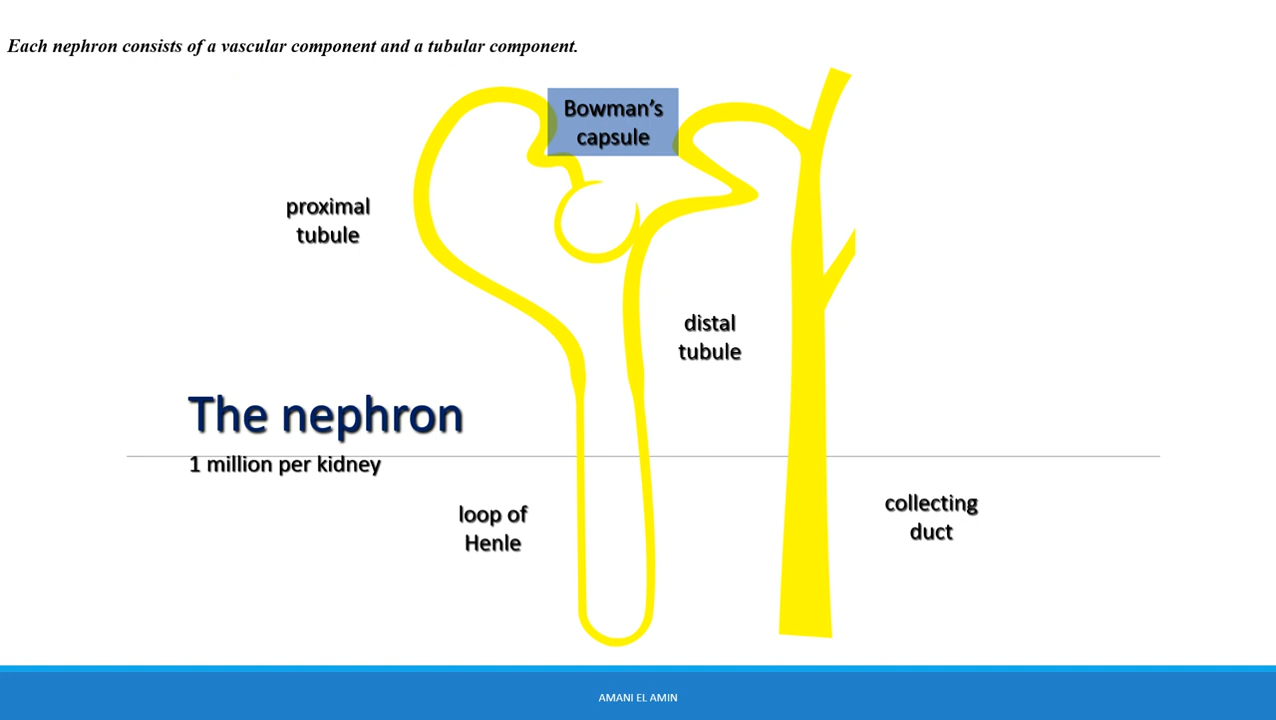 Each nephron consists of a vascular component and a tubular component.
Bowman's
capsule
proximal
tubule
distal
tubule
The nephron
1 million per kidney
loop of
Henle
collecting
duct
AMANI EL AMIN